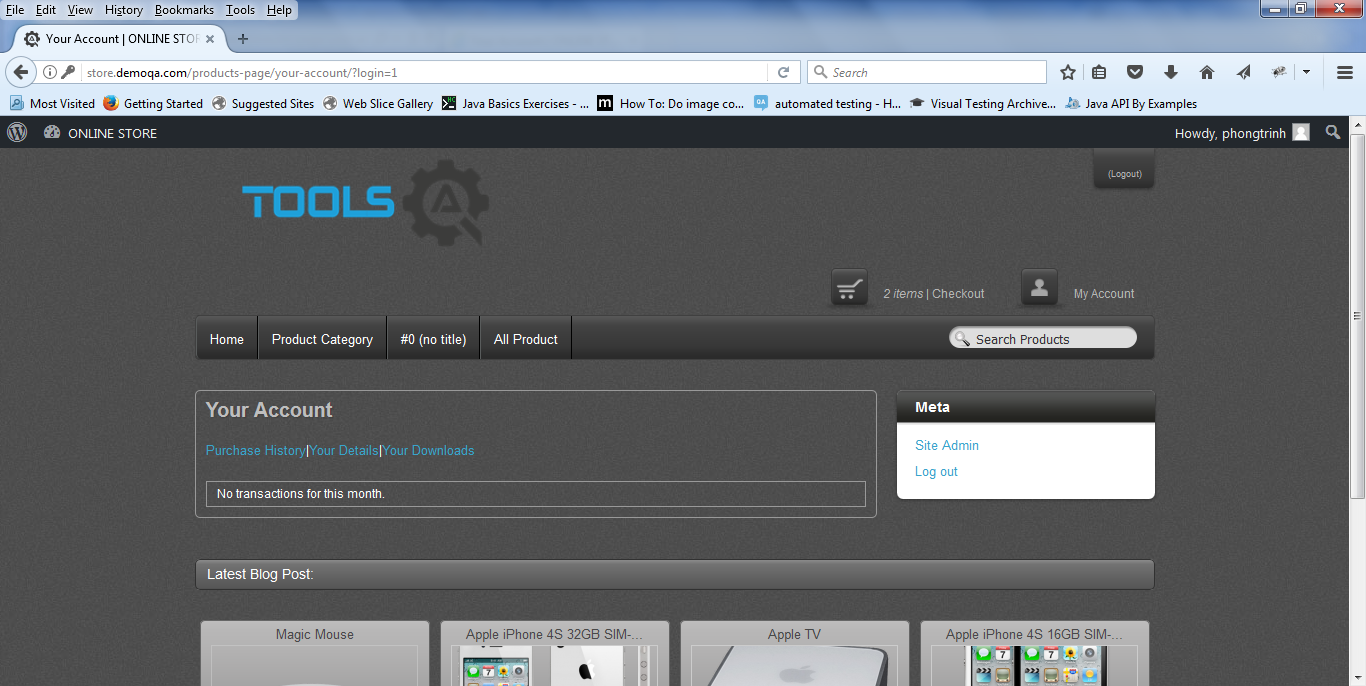 File Edit View History Bookmarks Tools Help
Your Account | ONLINE STOR
store.demoqa.com/products-page/your-account/?login=1
Search
Most Visited Getting Started Suggested Sites Web Slice Gallery Java Basics Exercises - ... How To: Do image co... automated testing - H... Visual Testing Archive... Java API By Examples
ONLINE STORE
Howdy, phongtrinh
(Logout)
TOOLS QA
2 items | Checkout
My Account
Home Product Category #0 (no title) All Product
Search Products
Your Account
Purchase History|Your Details|Your Downloads
No transactions for this month.
Meta
Site Admin
Log out
Latest Blog Post:
Magic Mouse
Apple iPhone 4S 32GB SIM-...
Apple TV
Apple iPhone 4S 16GB SIM-...